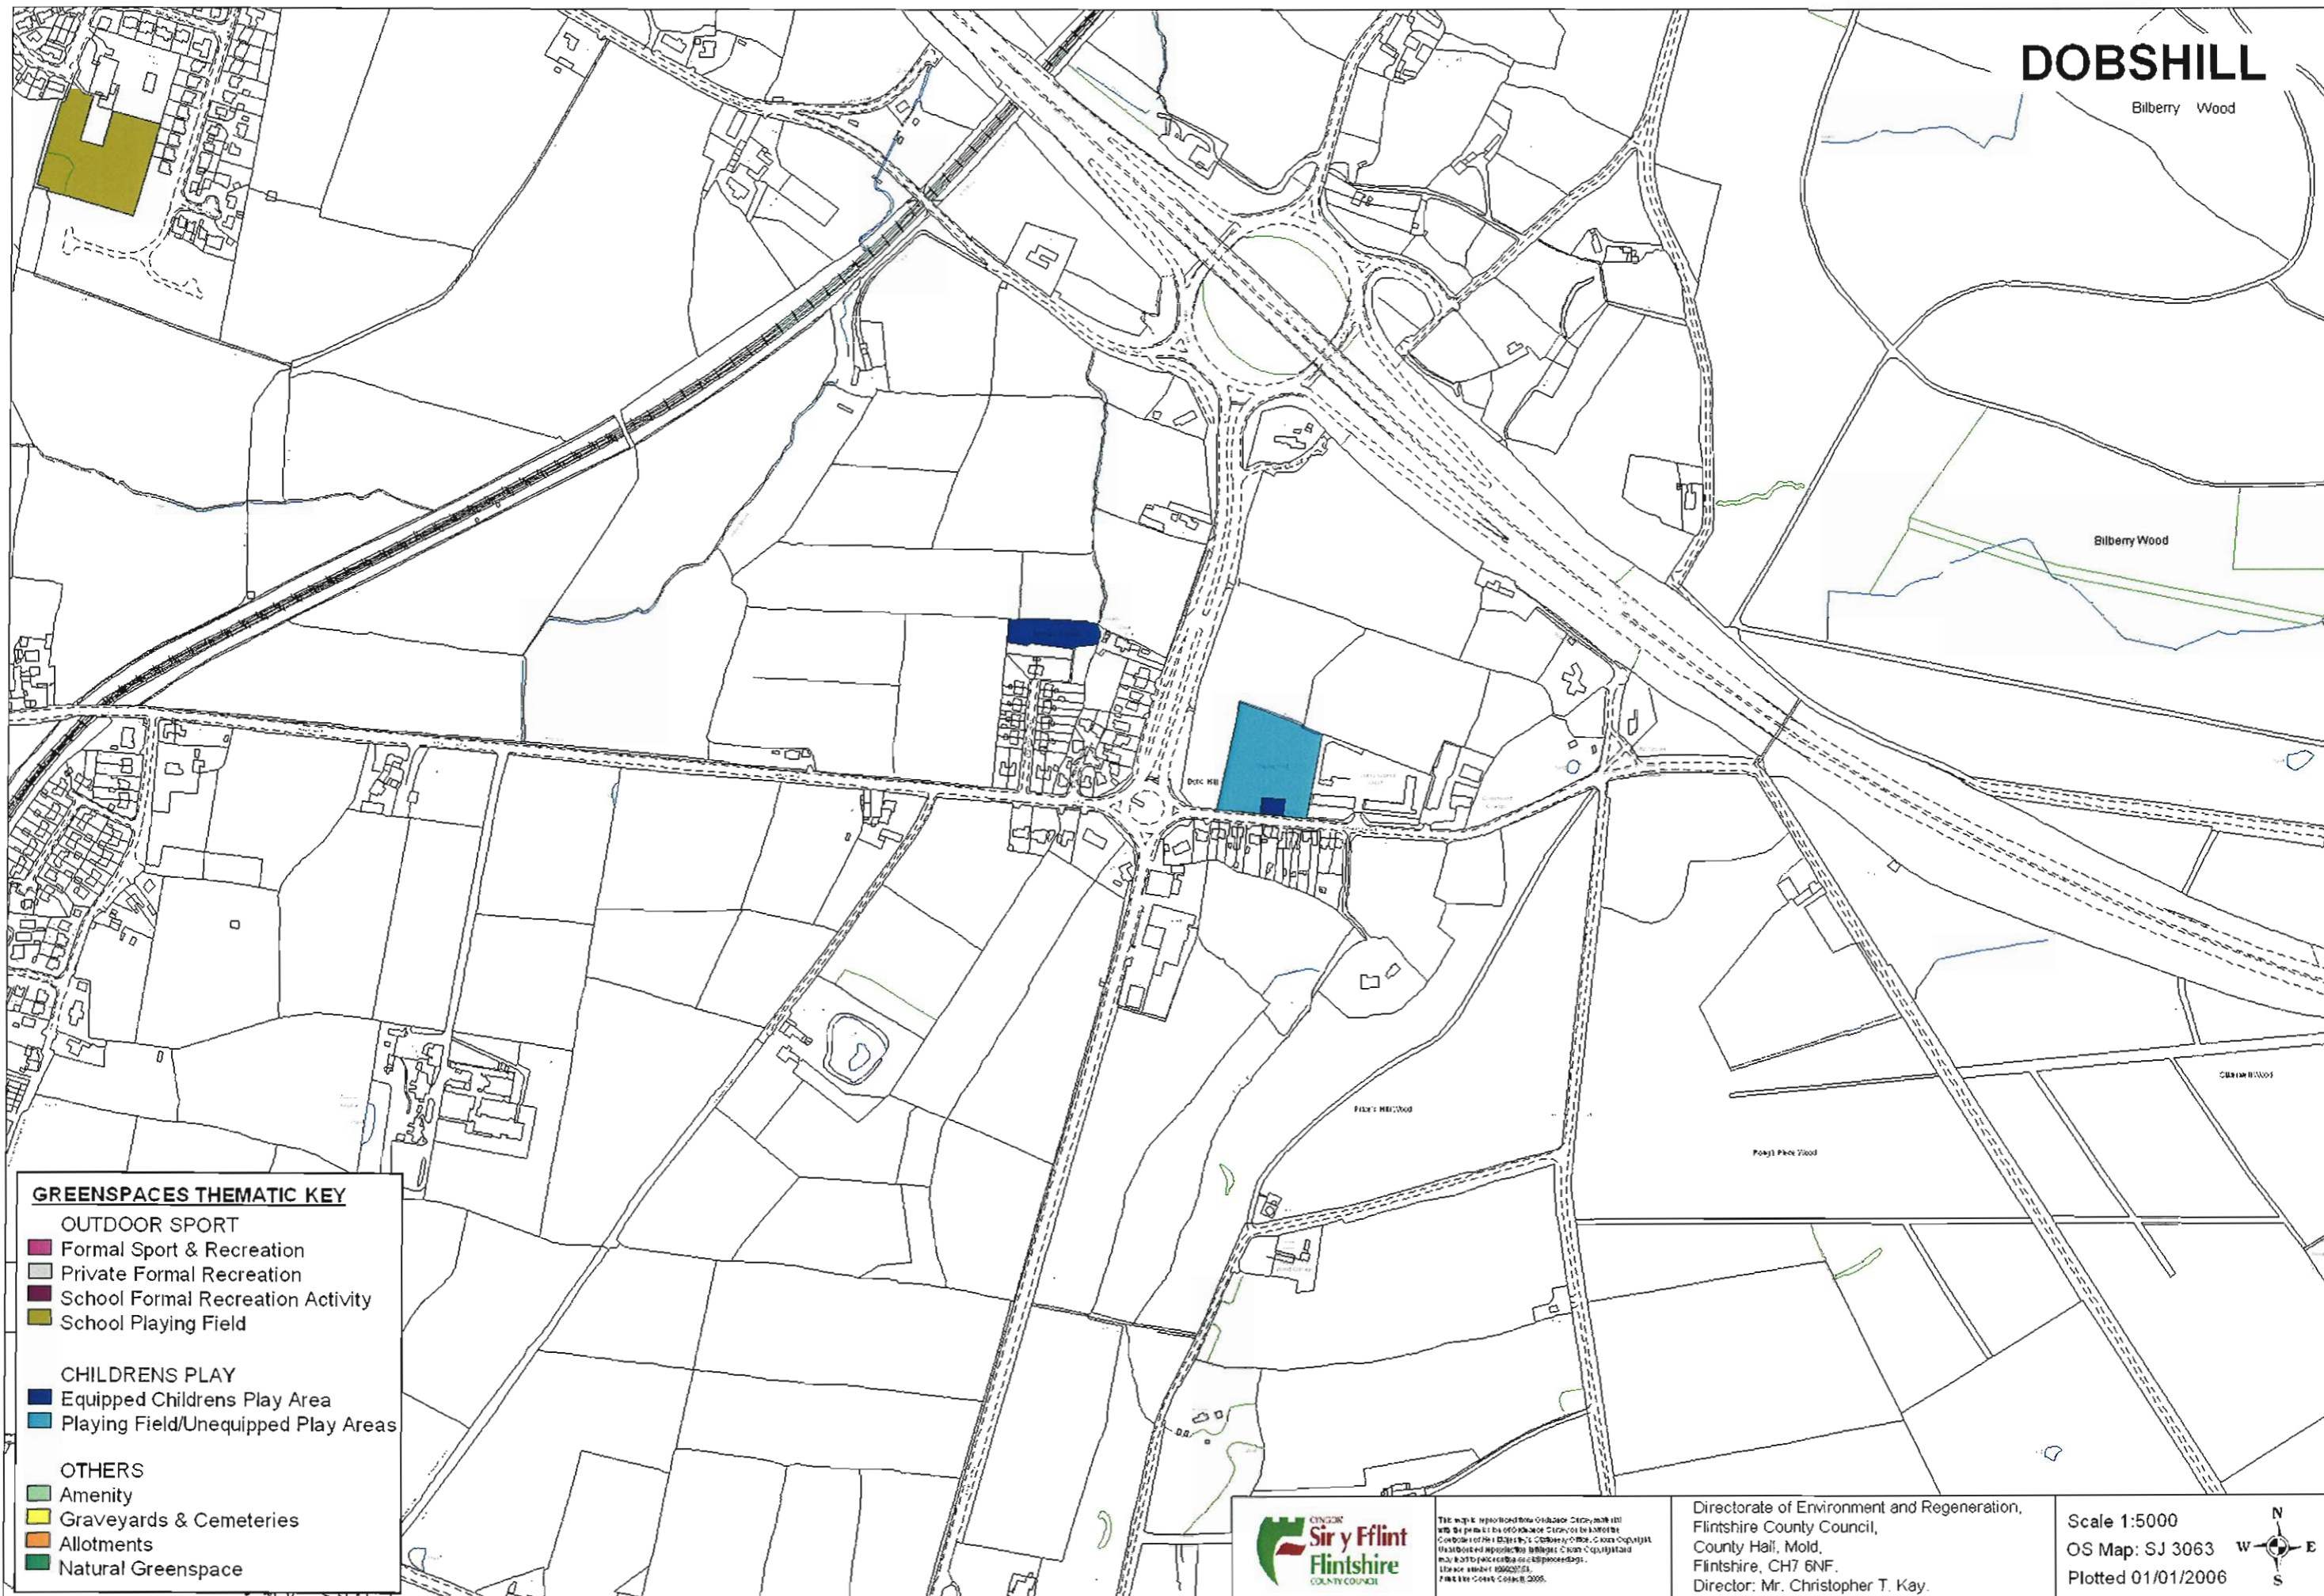 DOBSHILL
Bilberry Wood
Bilberry Wood
GREENSPACES THEMATIC KEY
OUTDOOR SPORT
Formal Sport & Recreation
Private Formal Recreation
School Formal Recreation Activity
School Playing Field
CHILDRENS PLAY
Equipped Childrens Play Area
Playing Field/Unequipped Play Areas
OTHERS
Amenity
Graveyards & Cemeteries
Allotments
Natural Greenspace
CYNGOR
Sir y Fflint
Flintshire
COUNTY COUNCIL
Directorate of Environment and Regeneration,
Flintshire County Council,
County Hall, Mold,
Flintshire, CH7 6NF.
Director: Mr. Christopher T. Kay.
Scale 1:5000
OS Map: SJ 3063
Plotted 01/01/2006
N
W E
S